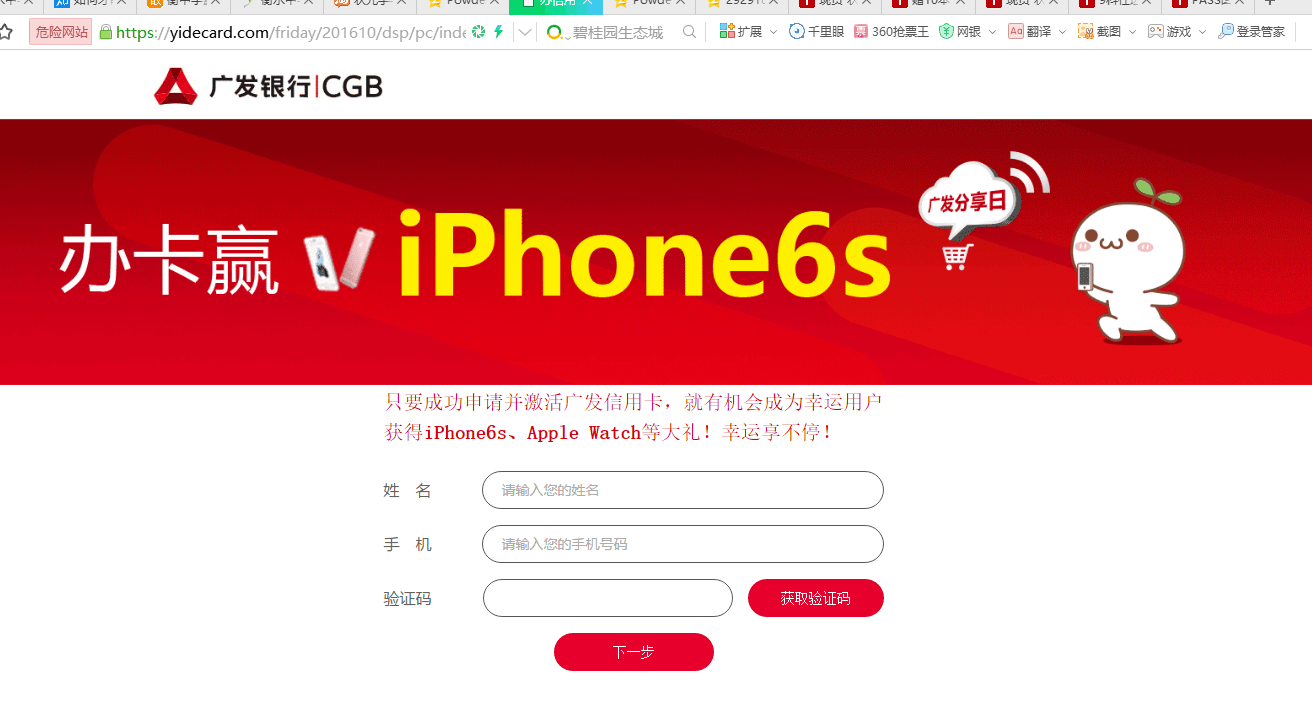 办信用
危险网站 https://yidecard.com/friday/201610/dsp/pc/inde 碧桂园生态城 扩展 千里眼 360抢票王 网银 翻译 截图 游戏 登录管家
广发银行|CGB
广发分享日
办卡赢 iPhone6s
只要成功申请并激活广发信用卡，就有机会成为幸运用户
获得iPhone6s、Apple Watch等大礼！幸运享不停！
姓 名 请输入您的姓名
手 机 请输入您的手机号码
验证码 获取验证码
下一步